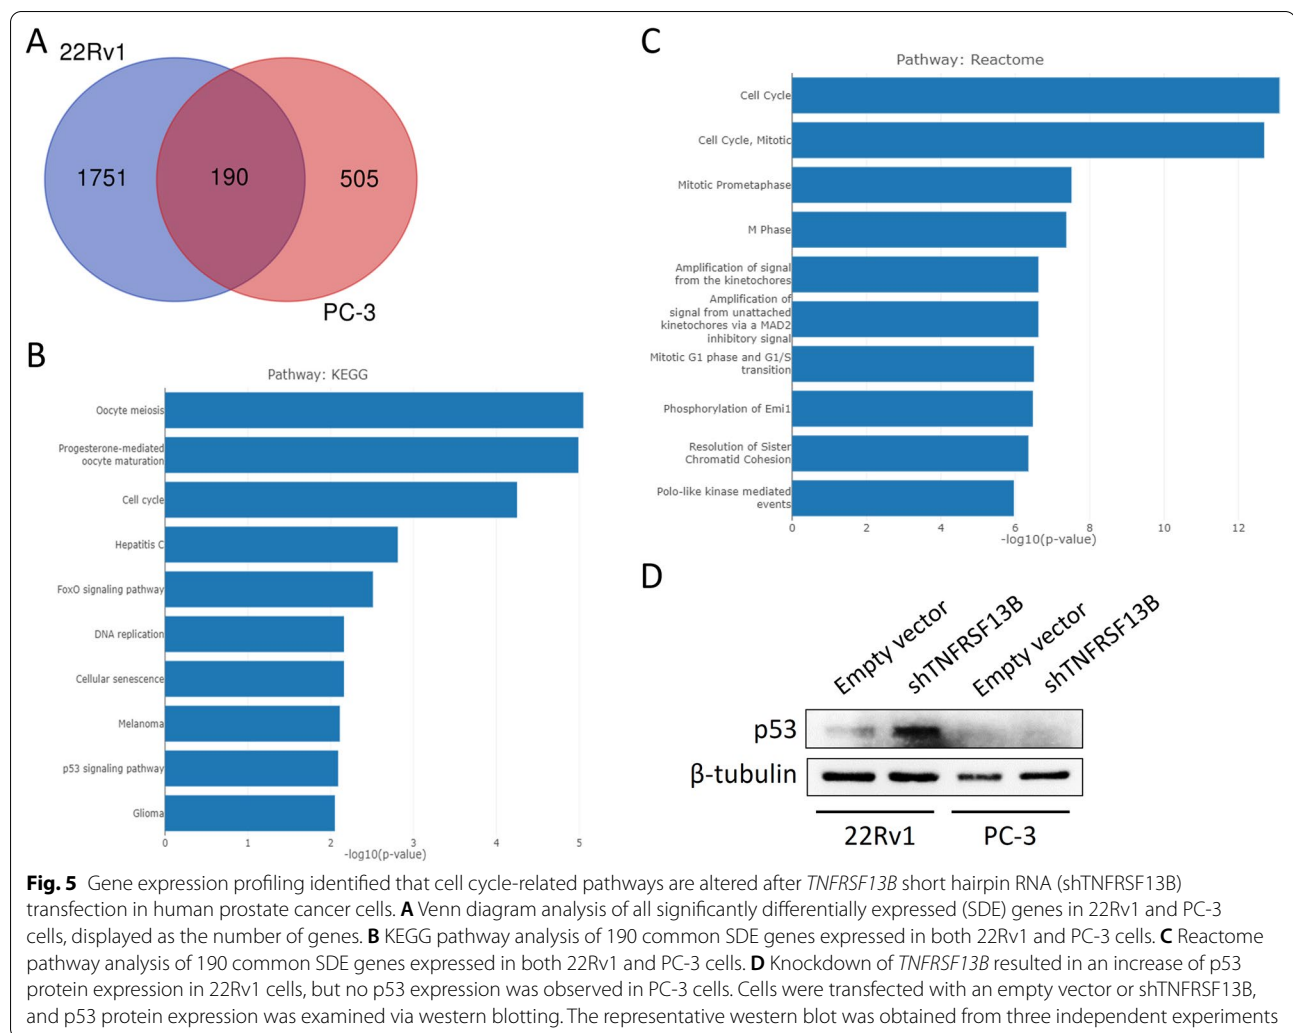 A
22Rv1
1751
190
505
PC-3
B
Pathway: KEGG
Oocyte meiosis
Progesterone-mediated
oocyte maturation
Cell cycle
Hepatitis C
FoxO signaling pathway
DNA replication
Cellular senescence
Melanoma
p53 signaling pathway
Glioma
0 1 2 3 4 5
-log10(p-value)
C
Pathway: Reactome
Cell Cycle
Cell Cycle, Mitotic
Mitotic Prometaphase
M Phase
Amplification of signal
from the kinetochores
Amplification of
signal from unattached
kinetochores via a MAD2
inhibitory signal
Mitotic G1 phase and G1/S
transition
Phosphorylation of Emi1
Resolution of Sister
Chromatid Cohesion
Polo-like kinase mediated
events
0 2 4 6 8 10 12
-log10(p-value)
D
Empty vector
shTNFRSF13B
Empty vector
shTNFRSF13B
p53
β-tubulin
22Rv1 PC-3
Fig. 5 Gene expression profiling identified that cell cycle-related pathways are altered after TNFRSF13B short hairpin RNA (shTNFRSF13B)
transfection in human prostate cancer cells. A Venn diagram analysis of all significantly differentially expressed (SDE) genes in 22Rv1 and PC-3
cells, displayed as the number of genes. B KEGG pathway analysis of 190 common SDE genes expressed in both 22Rv1 and PC-3 cells. C Reactome
pathway analysis of 190 common SDE genes expressed in both 22Rv1 and PC-3 cells. D Knockdown of TNFRSF13B resulted in an increase of p53
protein expression in 22Rv1 cells, but no p53 expression was observed in PC-3 cells. Cells were transfected with an empty vector or shTNFRSF13B,
and p53 protein expression was examined via western blotting. The representative western blot was obtained from three independent experiments